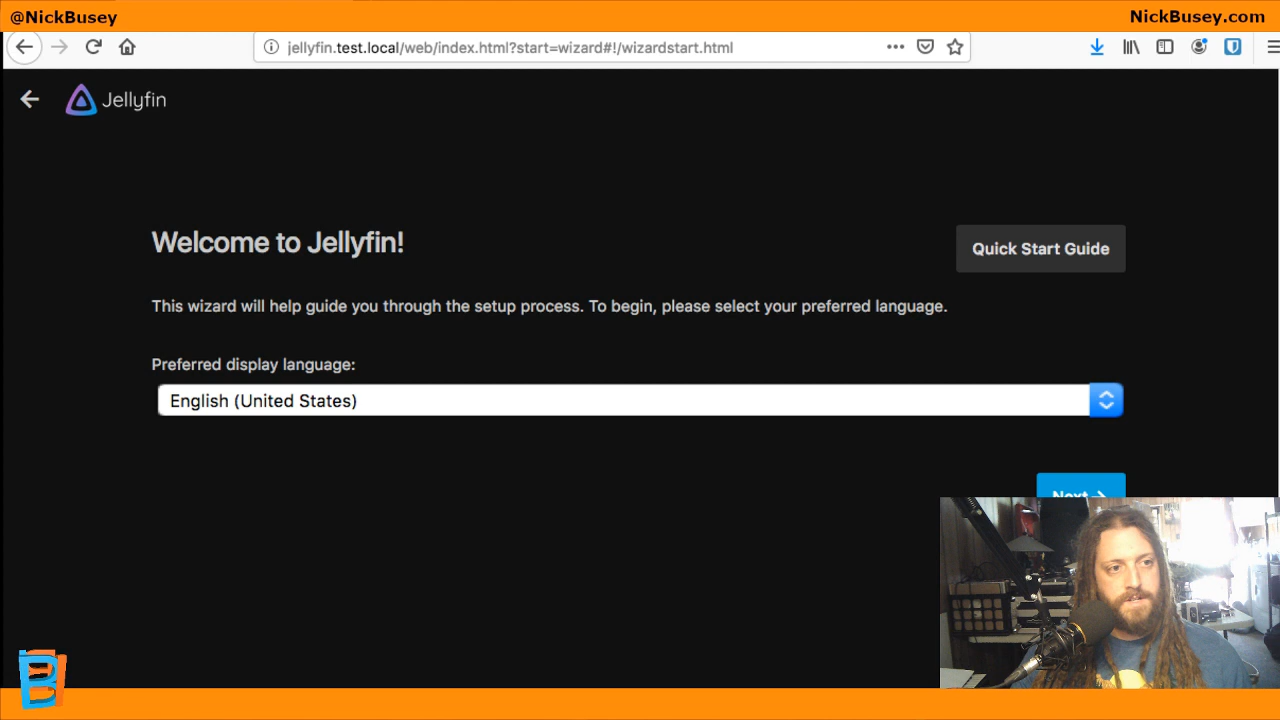 @NickBusey
NickBusey.com
jellyfin.test.local/web/index.html?start=wizard#!/wizardstart.html
Jellyfin
Welcome to Jellyfin!
Quick Start Guide
This wizard will help guide you through the setup process. To begin, please select your preferred language.
Preferred display language:
English (United States)
Next